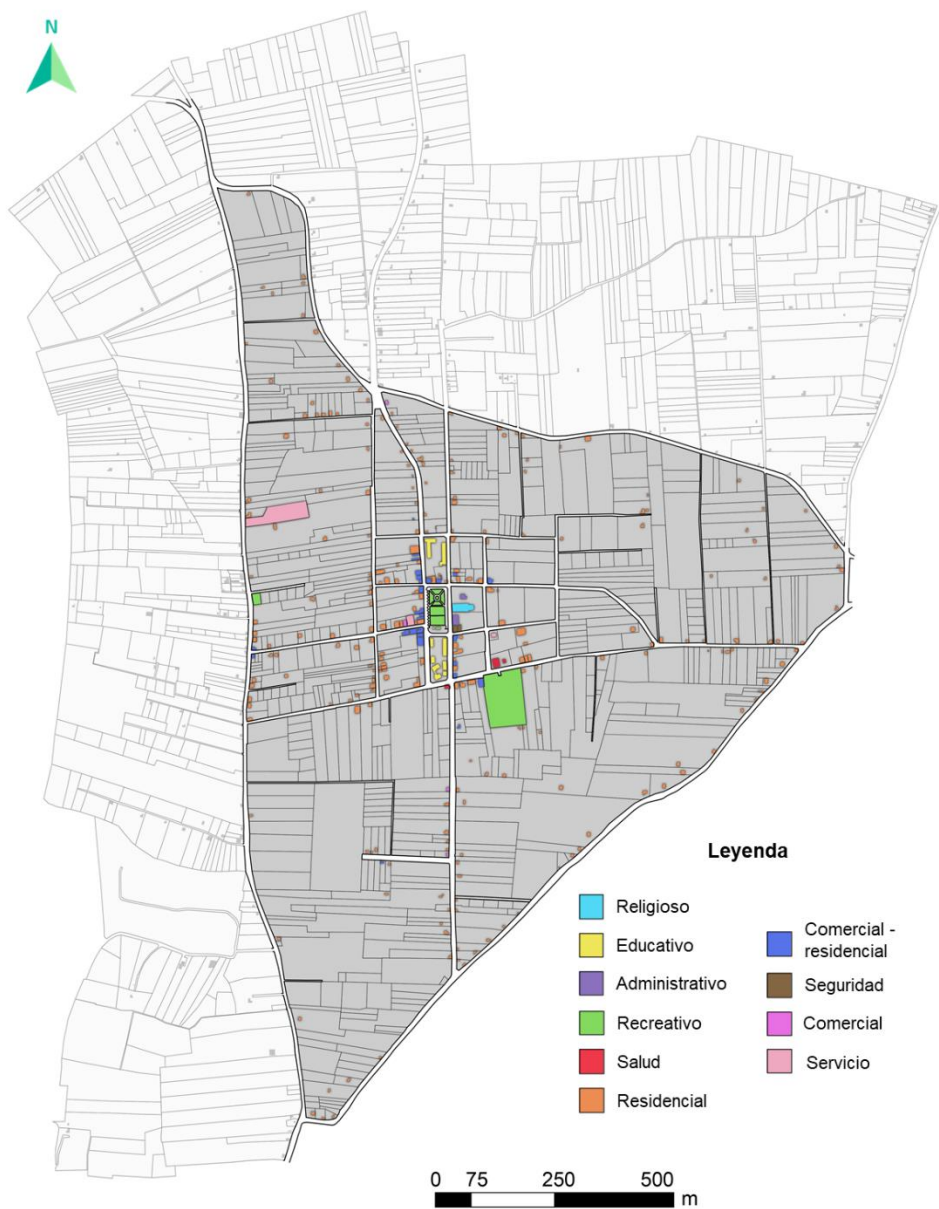 N
Leyenda
Religioso
Educativo
Administrativo
Recreativo
Salud
Residencial
Comercial -
residencial
Seguridad
Comercial
Servicio
0 75 250 500
m